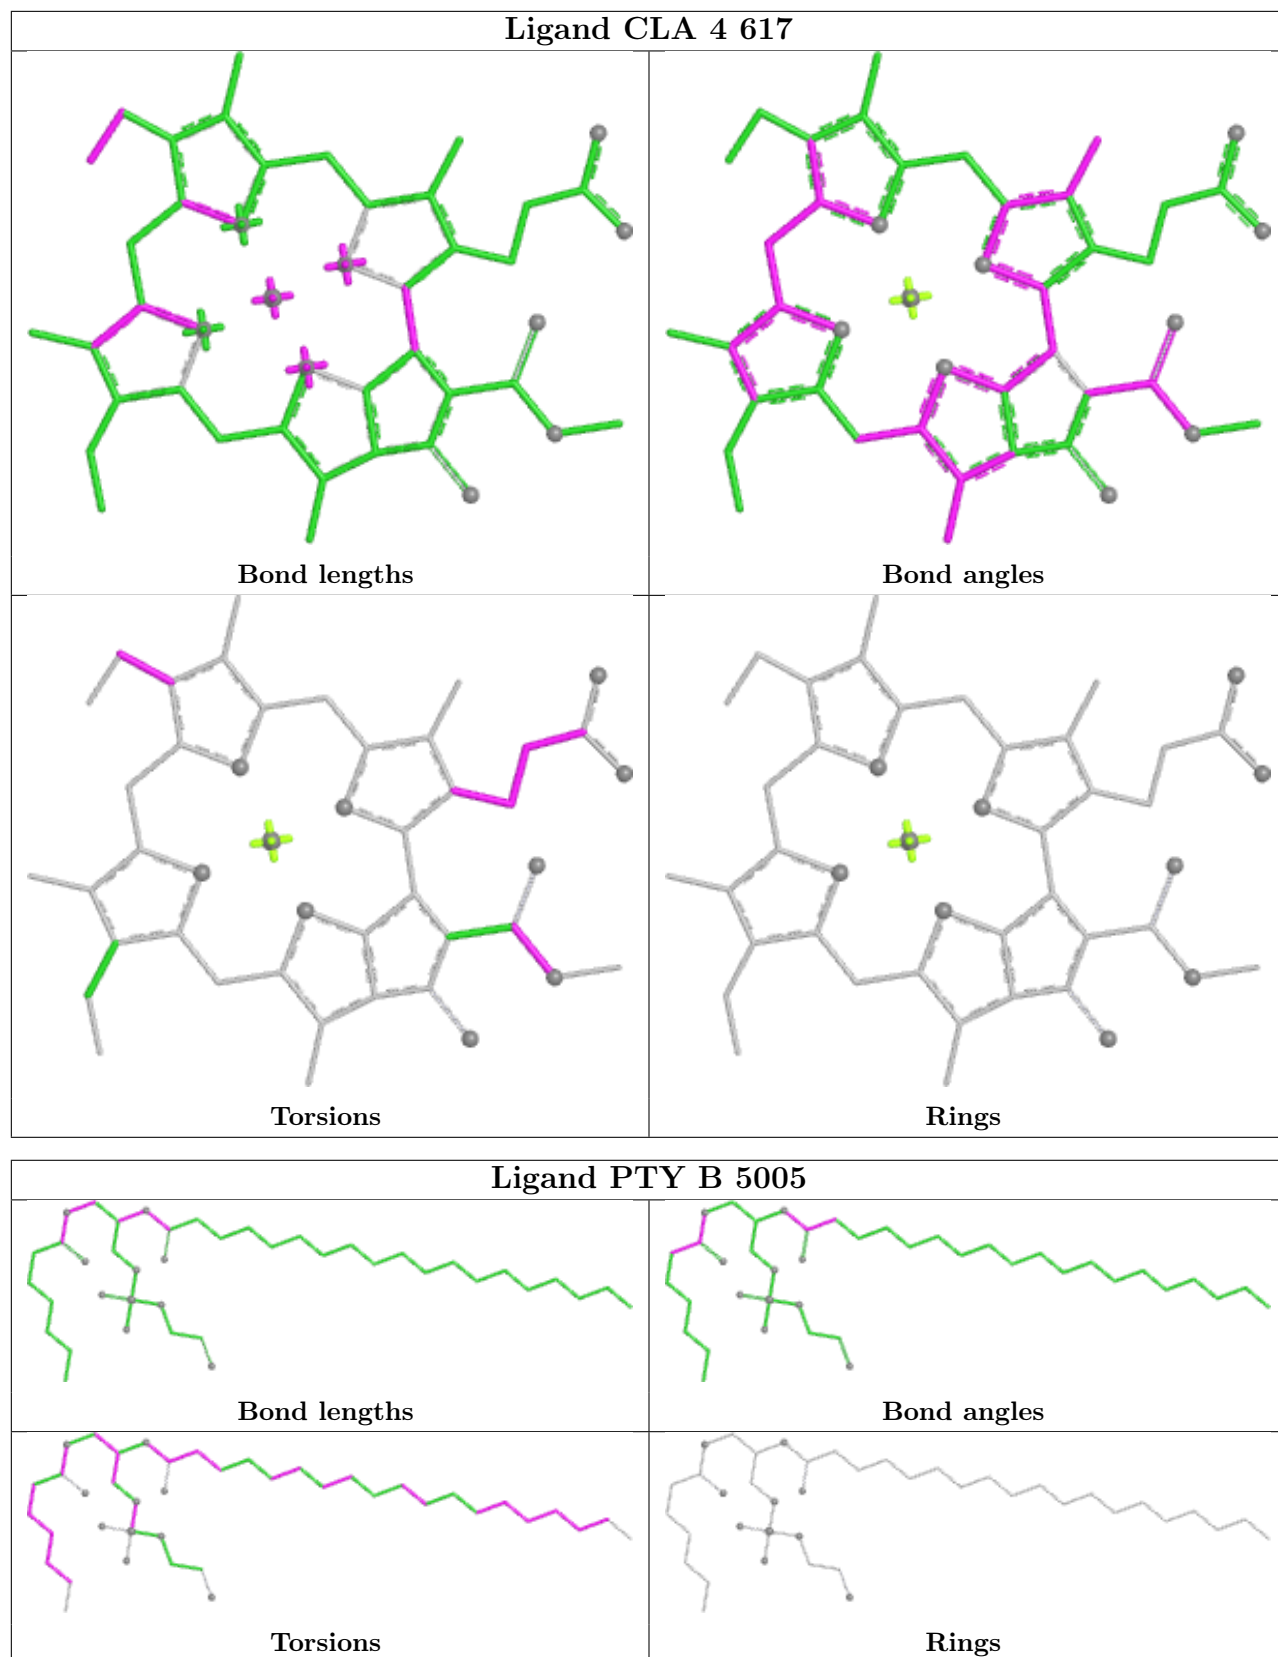 Ligand CLA 4 617
Bond lengths
Bond angles
Torsions
Rings
Ligand PTY B 5005
Bond lengths
Bond angles
Torsions
Rings